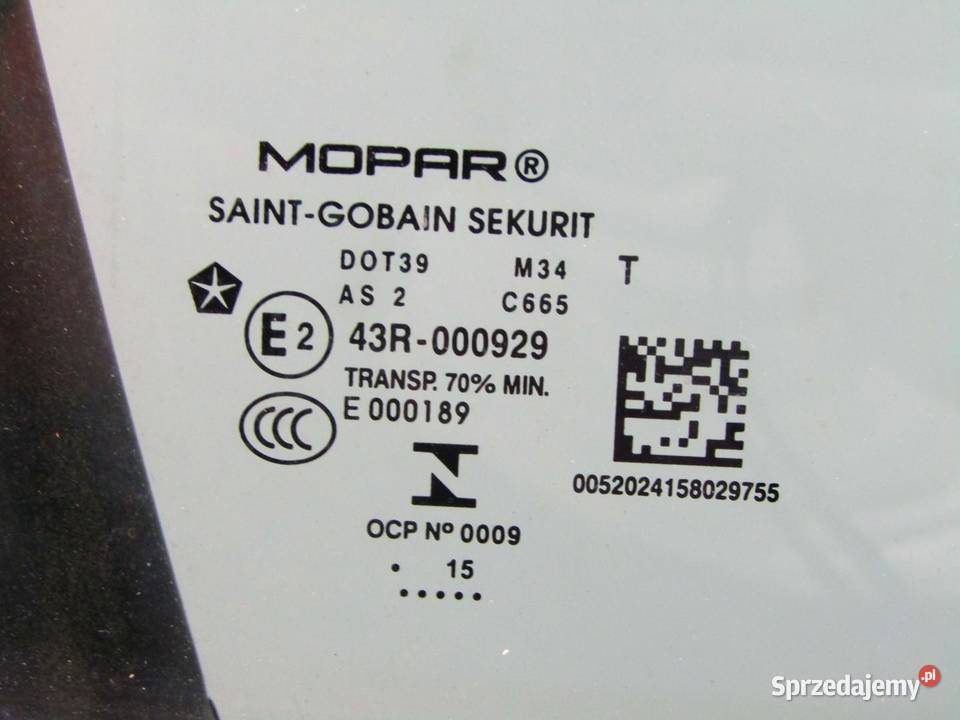 MOPAR®
SAINT-GOBAIN SEKURIT
DOT39 M34 T
AS 2 C665
E2 43R-000929
TRANSP. 70% MIN.
CCC E 000189
0052024158029755
OCP Nº 0009
15
Sprzedajemy.pl